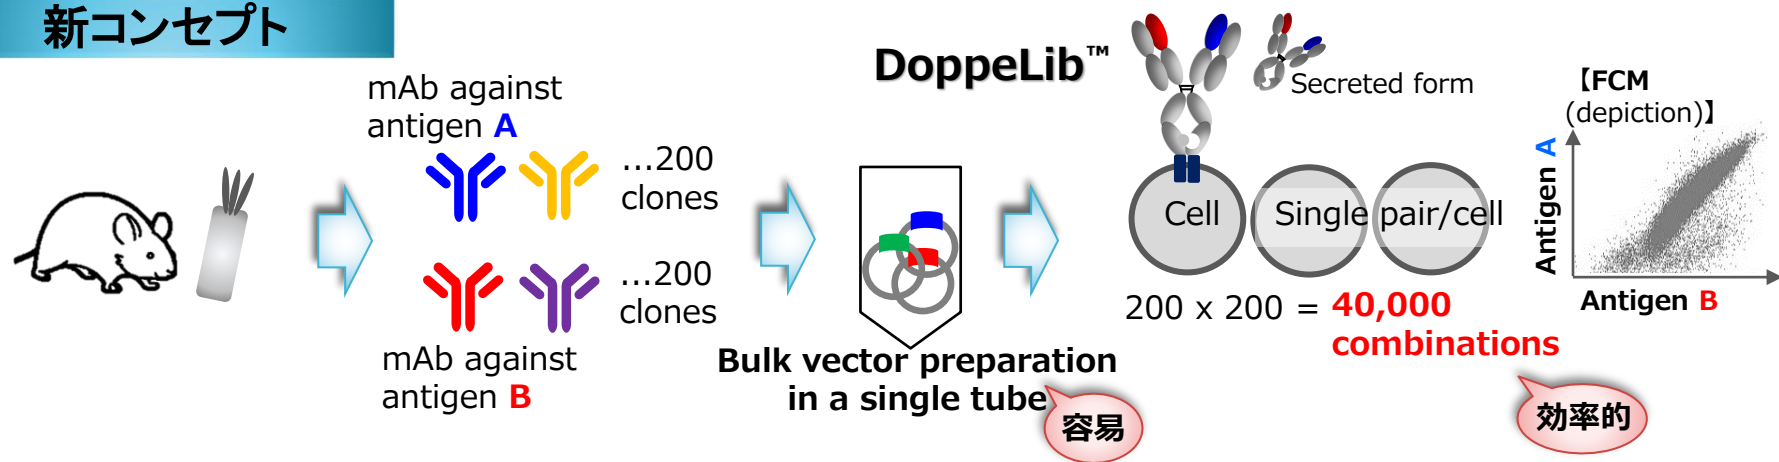 新コンセプト
mAb against
antigen A
...200
clones
...200
clones
mAb against
antigen B
Bulk vector preparation
in a single tube
容易
DoppeLib™
Secreted form
Cell
Single pair/cell
200 x 200 = 40,000
combinations
効率的
【FCM
(depiction)】
Antigen A
Antigen B